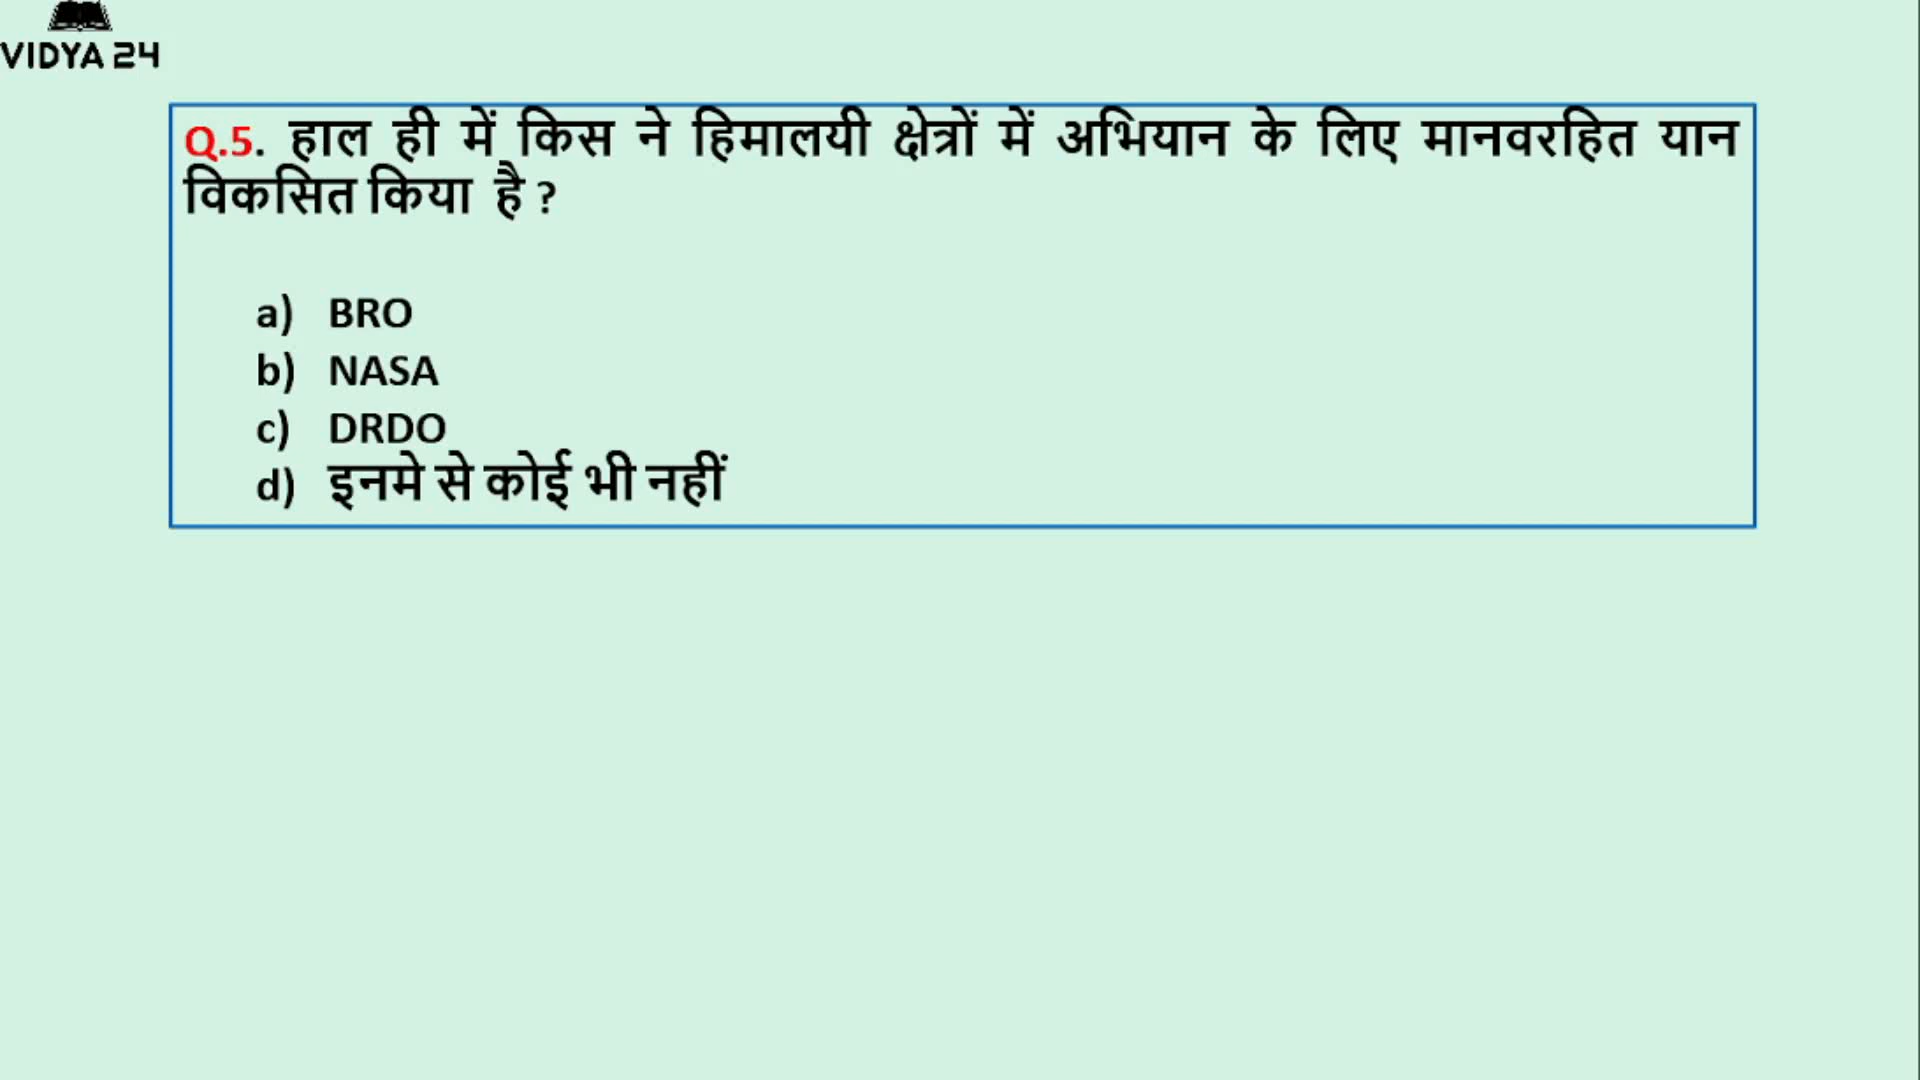 VIDYA 24
Q.5. हाल ही में किस ने हिमालयी क्षेत्रों में अभियान के लिए मानवरहित यान
विकसित किया है ?
a) BRO
b) NASA
c) DRDO
d) इनमे से कोई भी नहीं